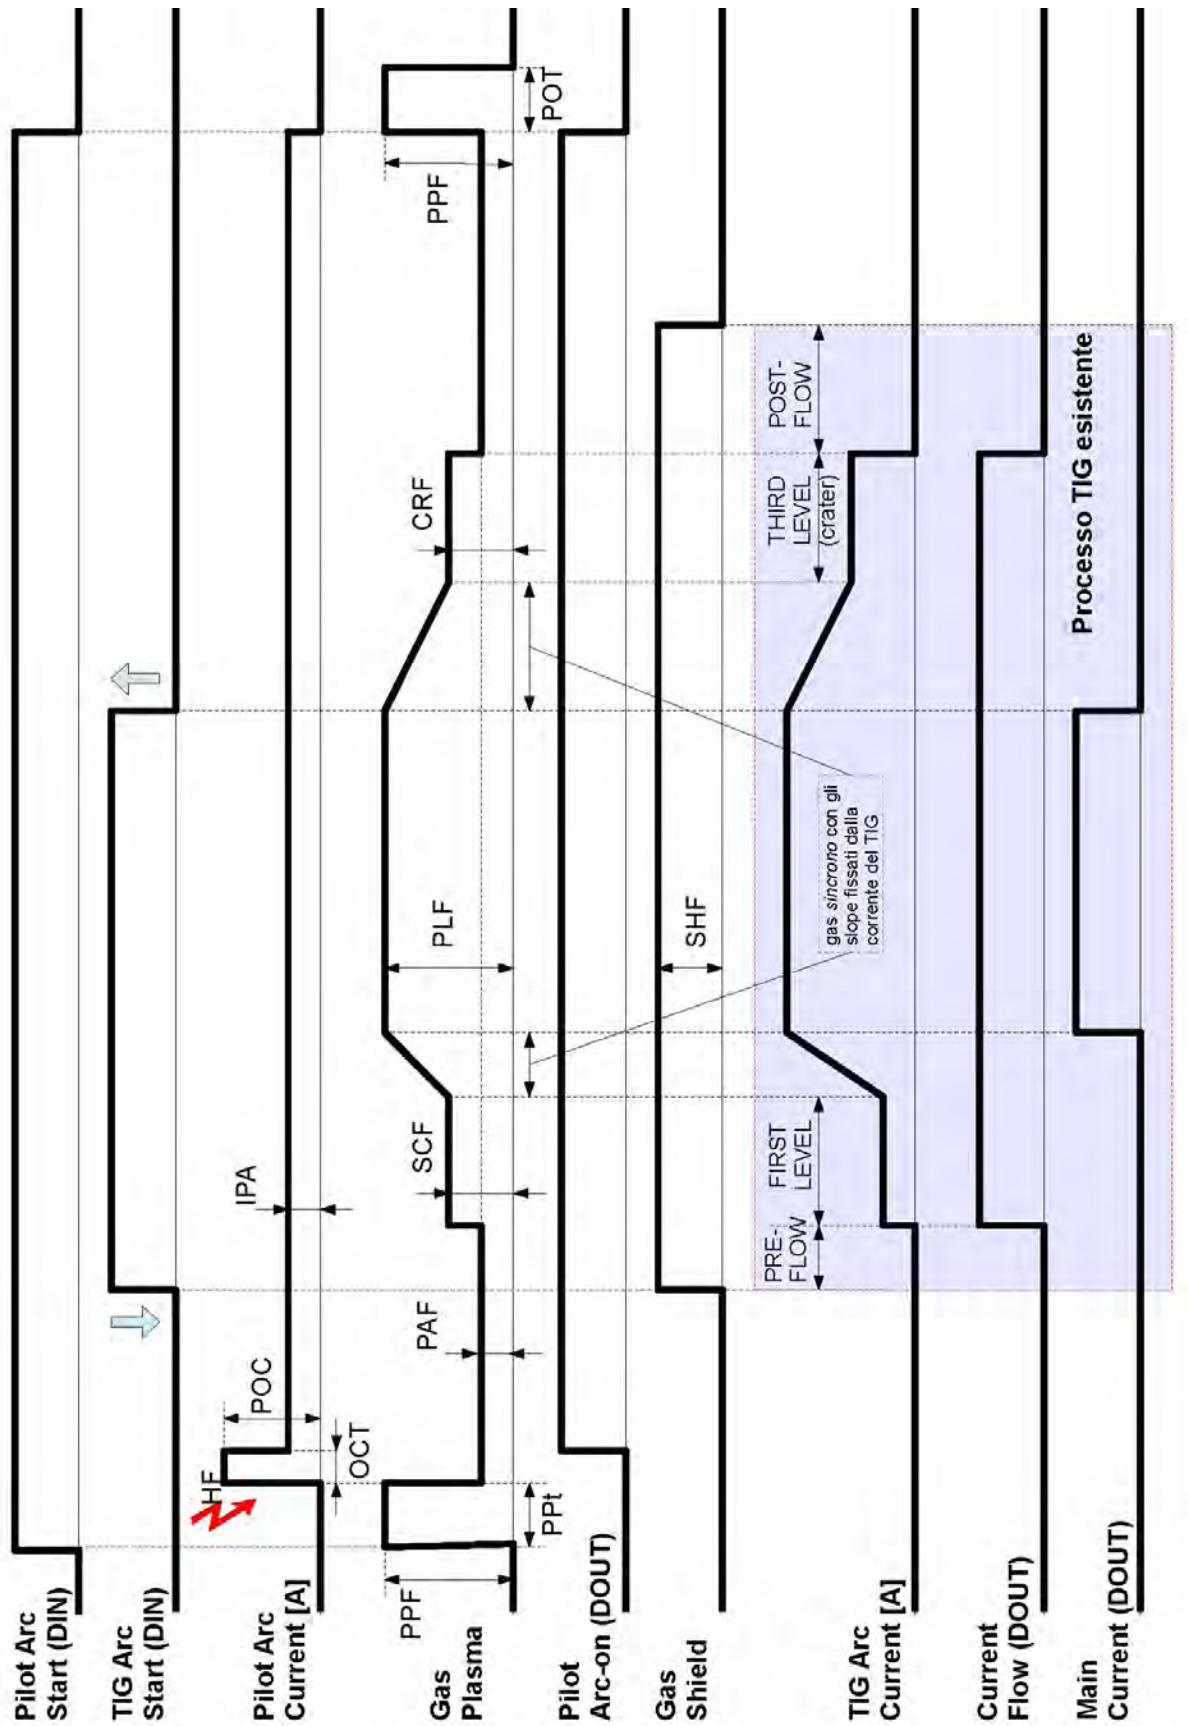 Pilot Arc
Start (DIN)
TIG Arc
Start (DIN)
HF
POC
OCT
IPA
Pilot Arc
Current [A]
PPF
PPt
PAF
SCF
PLF
CRF
PPF
POT
Gas
Plasma
Pilot
Arc-on (DOUT)
SHF
Gas
Shield
PRE-
FLOW
FIRST
LEVEL
gas sincrono con gli
slope fissati dalla
corrente del TIG
THIRD
LEVEL
(crater)
POST-
FLOW
TIG Arc
Current [A]
Current
Flow (DOUT)
Processo TIG esistente
Main
Current (DOUT)